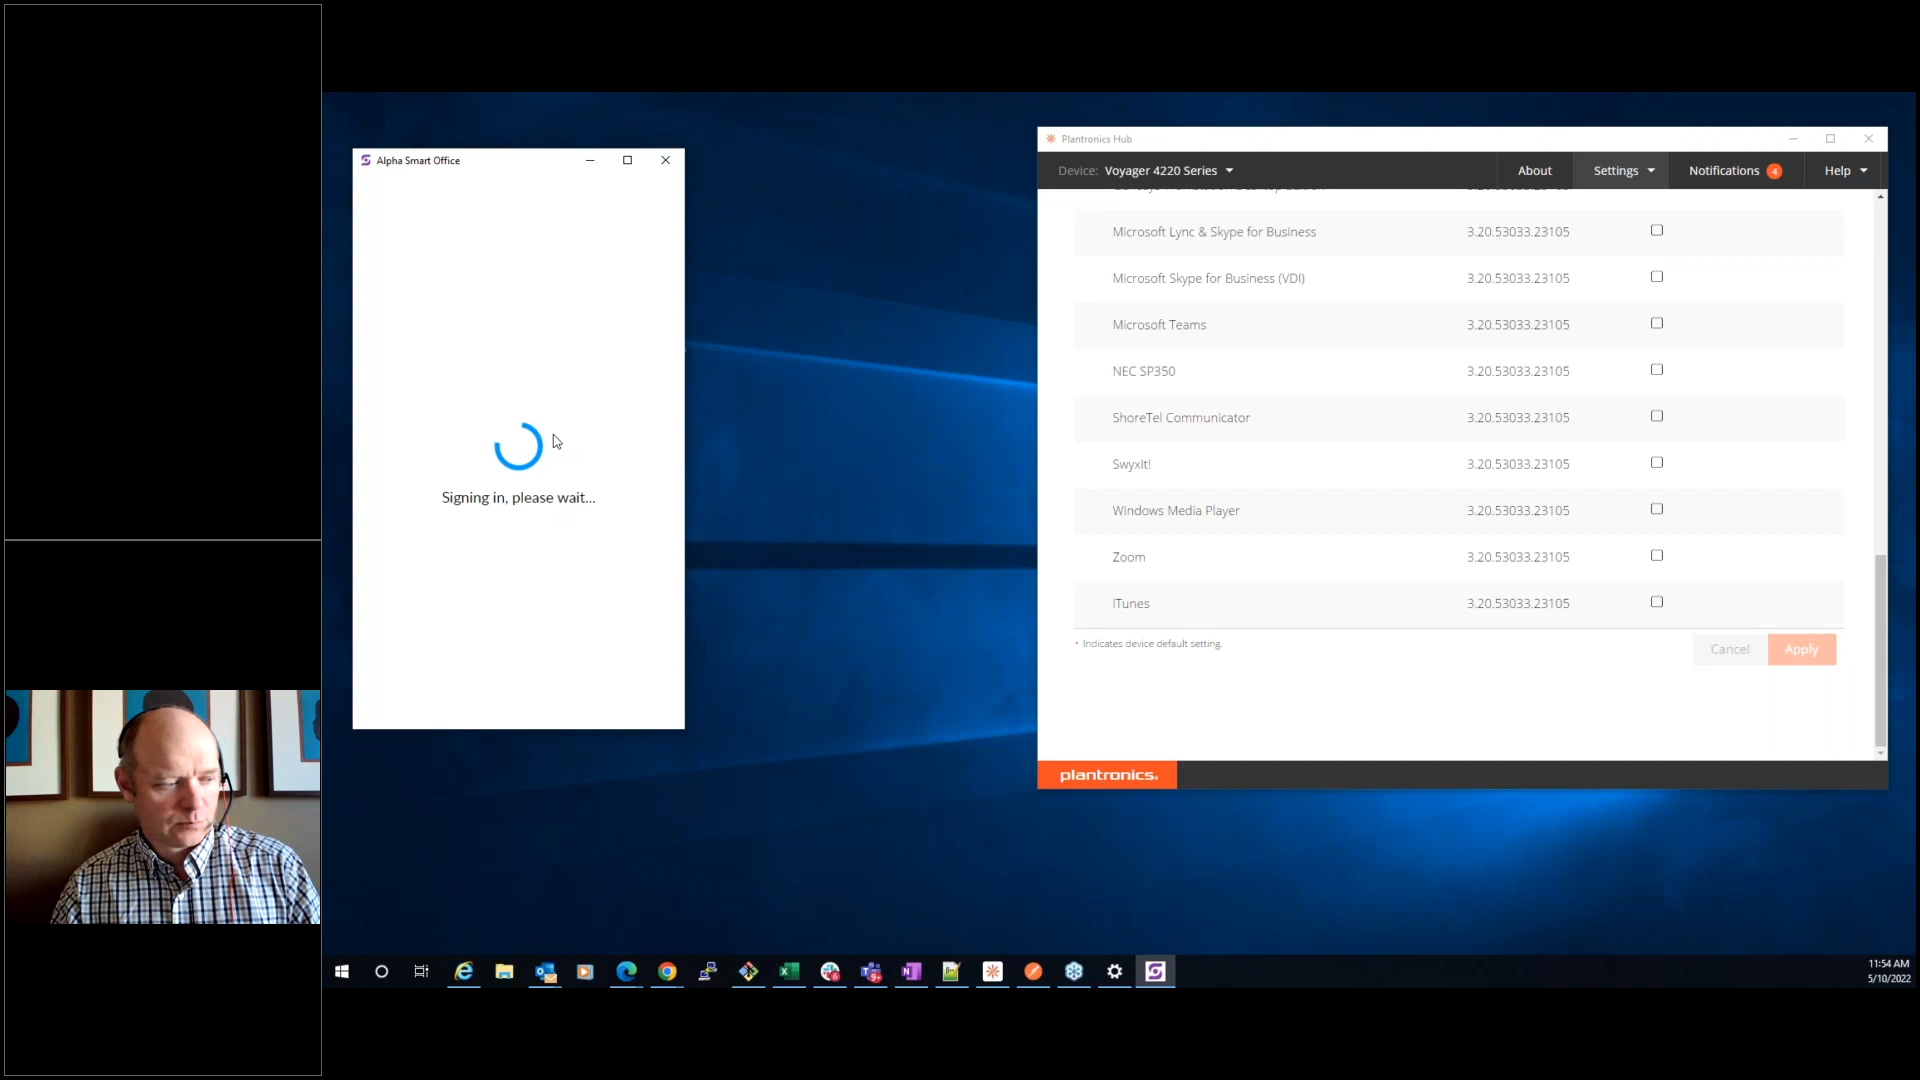 Alpha Smart Office
Signing in, please wait...
Plantronics Hub
Device: Voyager 4220 Series
About
Settings
Notifications 4
Help
Microsoft Lync & Skype for Business 3.20.53033.23105
Microsoft Skype for Business (VDI) 3.20.53033.23105
Microsoft Teams 3.20.53033.23105
NEC SP350 3.20.53033.23105
ShoreTel Communicator 3.20.53033.23105
SwyxIt! 3.20.53033.23105
Windows Media Player 3.20.53033.23105
Zoom 3.20.53033.23105
iTunes 3.20.53033.23105
* Indicates device default setting.
Cancel
Apply
plantronics.
11:54 AM
5/10/2022